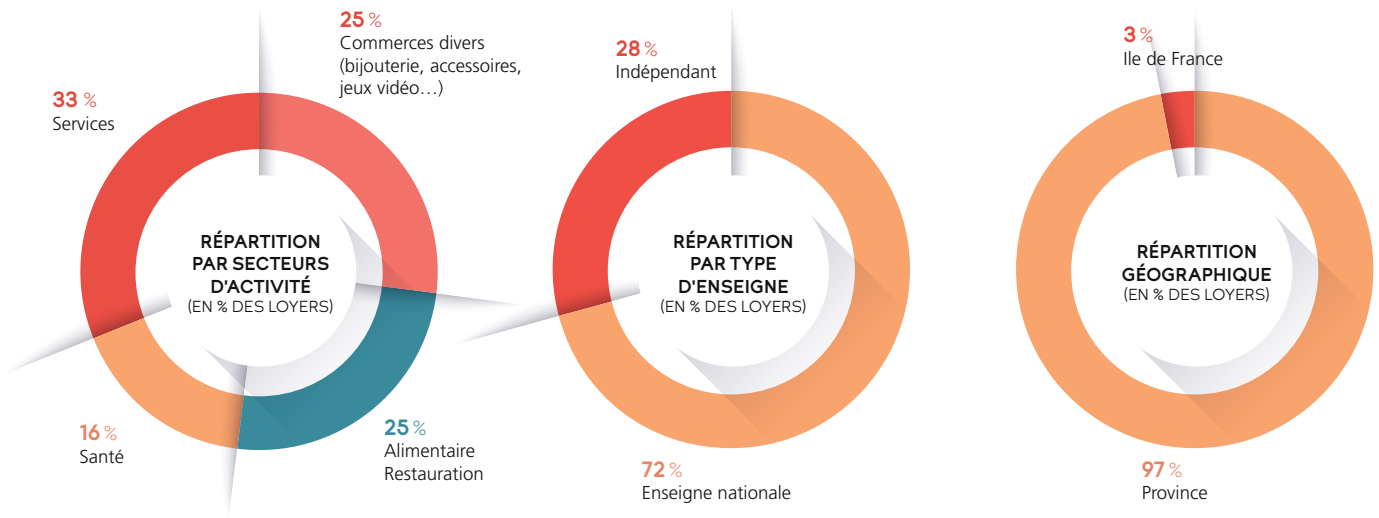 25 %
Commerces divers
(bijouterie, accessoires,
jeux vidéo...)
33 %
Services
RÉPARTITION
PAR SECTEURS
D'ACTIVITÉ
(EN % DES LOYERS)
16 %
Santé
25 %
Alimentaire
Restauration
28 %
Indépendant
RÉPARTITION
PAR TYPE
D'ENSEIGNE
(EN % DES LOYERS)
72 %
Enseigne nationale
3 %
Ile de France
RÉPARTITION
GÉOGRAPHIQUE
(EN % DES LOYERS)
97 %
Province